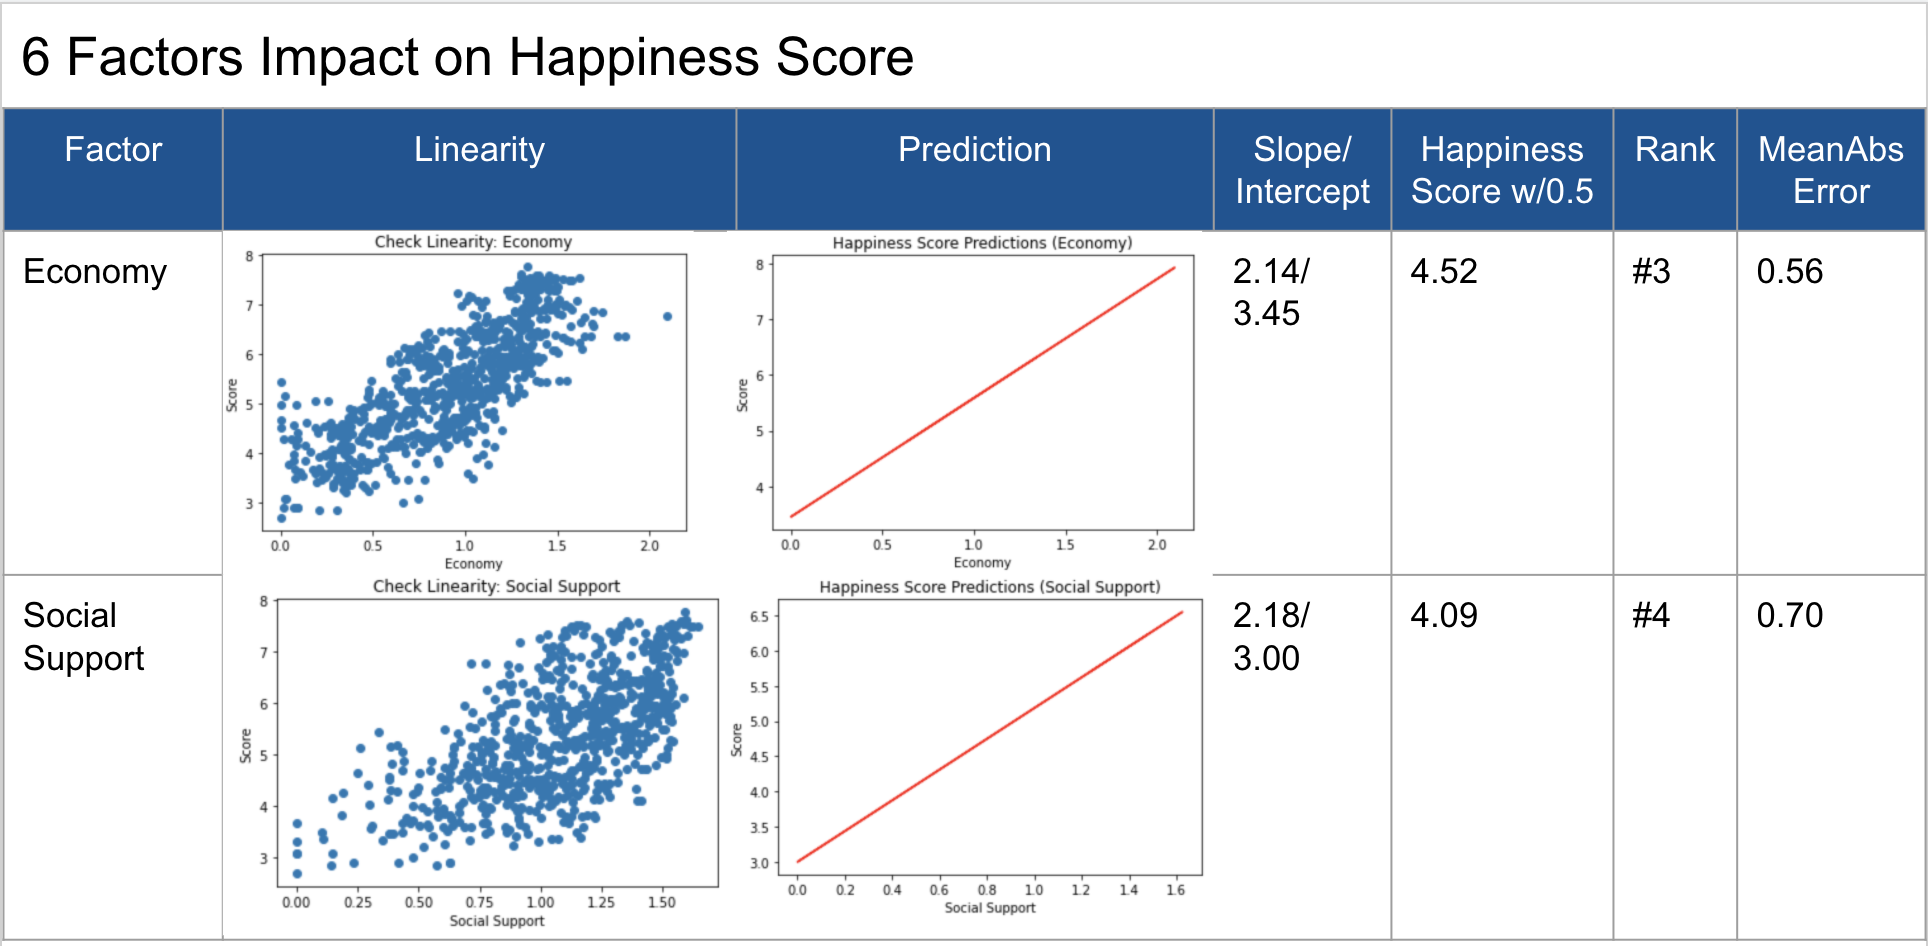 6 Factors Impact on Happiness Score
Factor
Linearity
Prediction
Slope/
Intercept
Happiness
Score w/0.5
Rank
MeanAbs
Error
Economy
Check Linearity: Economy
8
7
6
5
4
3
Score
0.0 0.5 1.0 1.5 2.0
Economy
Happiness Score Predictions (Economy)
8
7
6
5
4
Score
0.0 0.5 1.0 1.5 2.0
Economy
2.14/
3.45
4.52
#3
0.56
Social
Support
Check Linearity: Social Support
8
7
6
5
4
3
Score
0.00 0.25 0.50 0.75 1.00 1.25 1.50
Social Support
Happiness Score Predictions (Social Support)
6.5
6.0
5.5
5.0
4.5
4.0
3.5
3.0
Score
0.0 0.2 0.4 0.6 0.8 1.0 1.2 1.4 1.6
Social Support
2.18/
3.00
4.09
#4
0.70